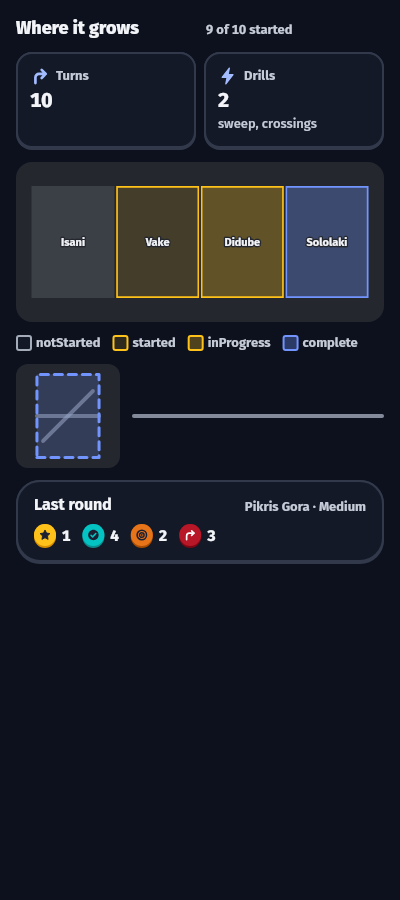 Where it grows
9 of 10 started
Turns
10
Drills
2
sweep, crossings
Isani
Vake
Didube
Sololaki
notStarted
started
inProgress
complete
Last round
Pikris Gora · Medium
1
4
2
3